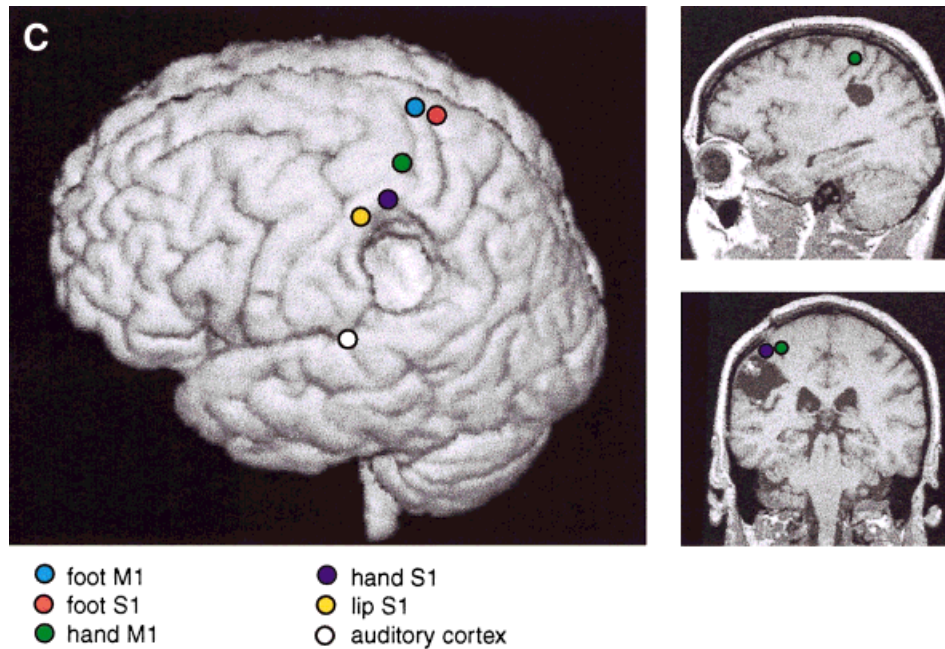 C
foot M1
foot S1
hand M1
hand S1
lip S1
auditory cortex